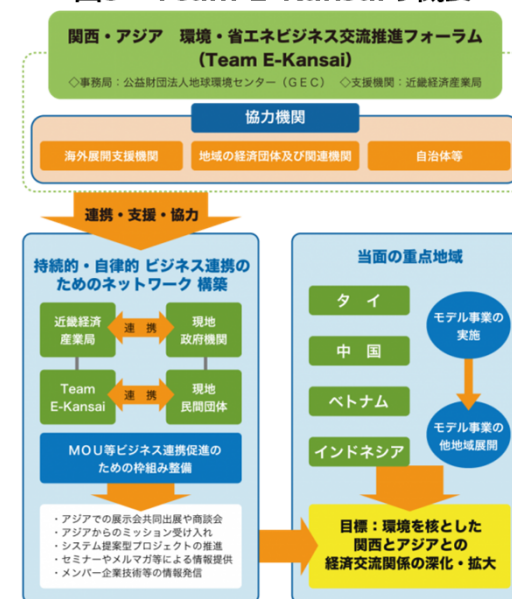 関西・アジア 環境・省エネビジネス交流推進フォーラム
(Team E-Kansai)
◇事務局：公益財団法人地球環境センター（GEC） ◇支援機関：近畿経済産業局
協力機関
海外展開支援機関
地域の経済団体及び関連機関
自治体等
連携・支援・協力
持続的・自律的 ビジネス連携の
ためのネットワーク 構築
近畿経済
産業局
連 携
現地
政府機関
Team
E-Kansai
連 携
現地
民間団体
MOU等ビジネス連携促進の
ための枠組み整備
・アジアでの展示会共同出展や商談会
・アジアからのミッション受け入れ
・システム提案型プロジェクトの推進
・セミナーやメルマガ等による情報提供
・メンバー企業技術等の情報発信
当面の重点地域
タ イ
中 国
ベトナム
インドネシア
モデル事業の
実施
モデル事業の
他地域展開
目標：環境を核とした
関西とアジアとの
経済交流関係の深化・拡大